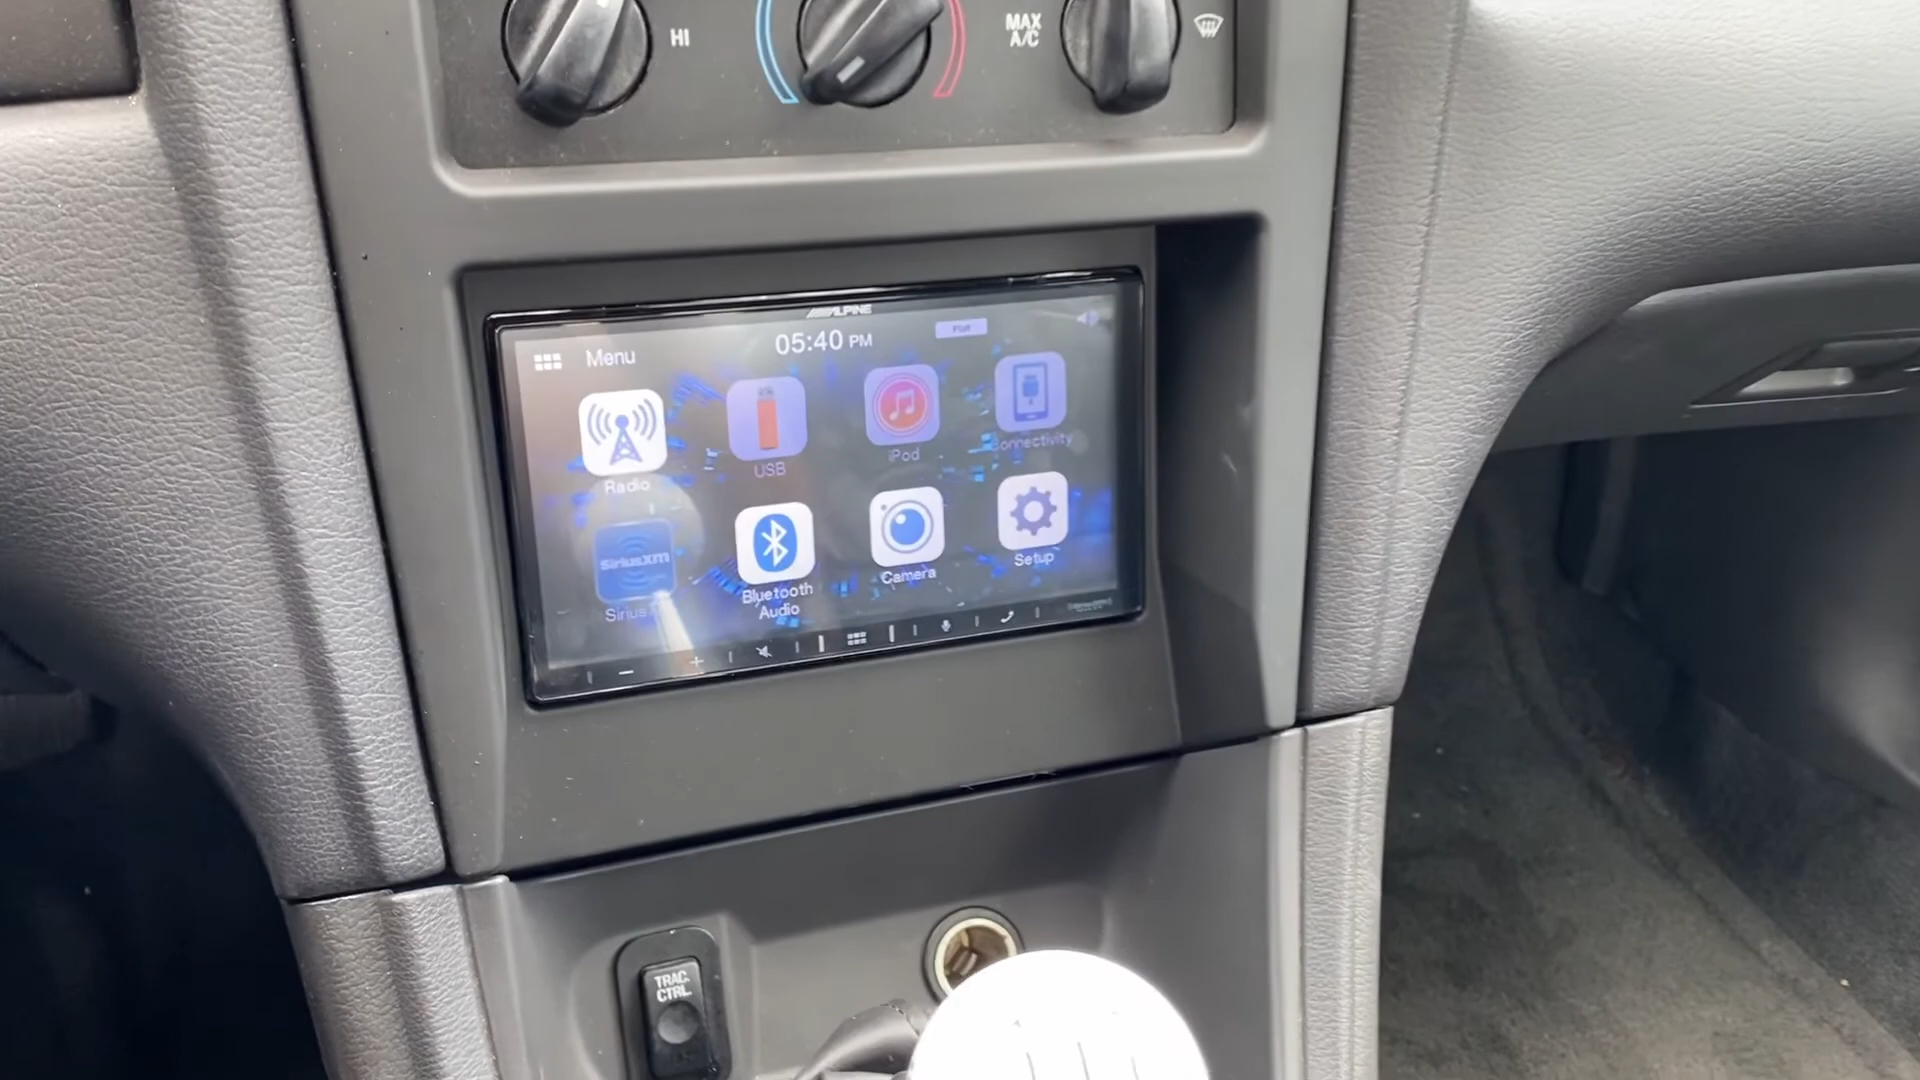 HI
MAX
A/C
ALPINE
Menu
05:40 PM
Flat
Radio
USB
iPod
Connectivity
SiriusXM
Sirius
Bluetooth
Audio
Camera
Setup
TRAC.
CTRL.